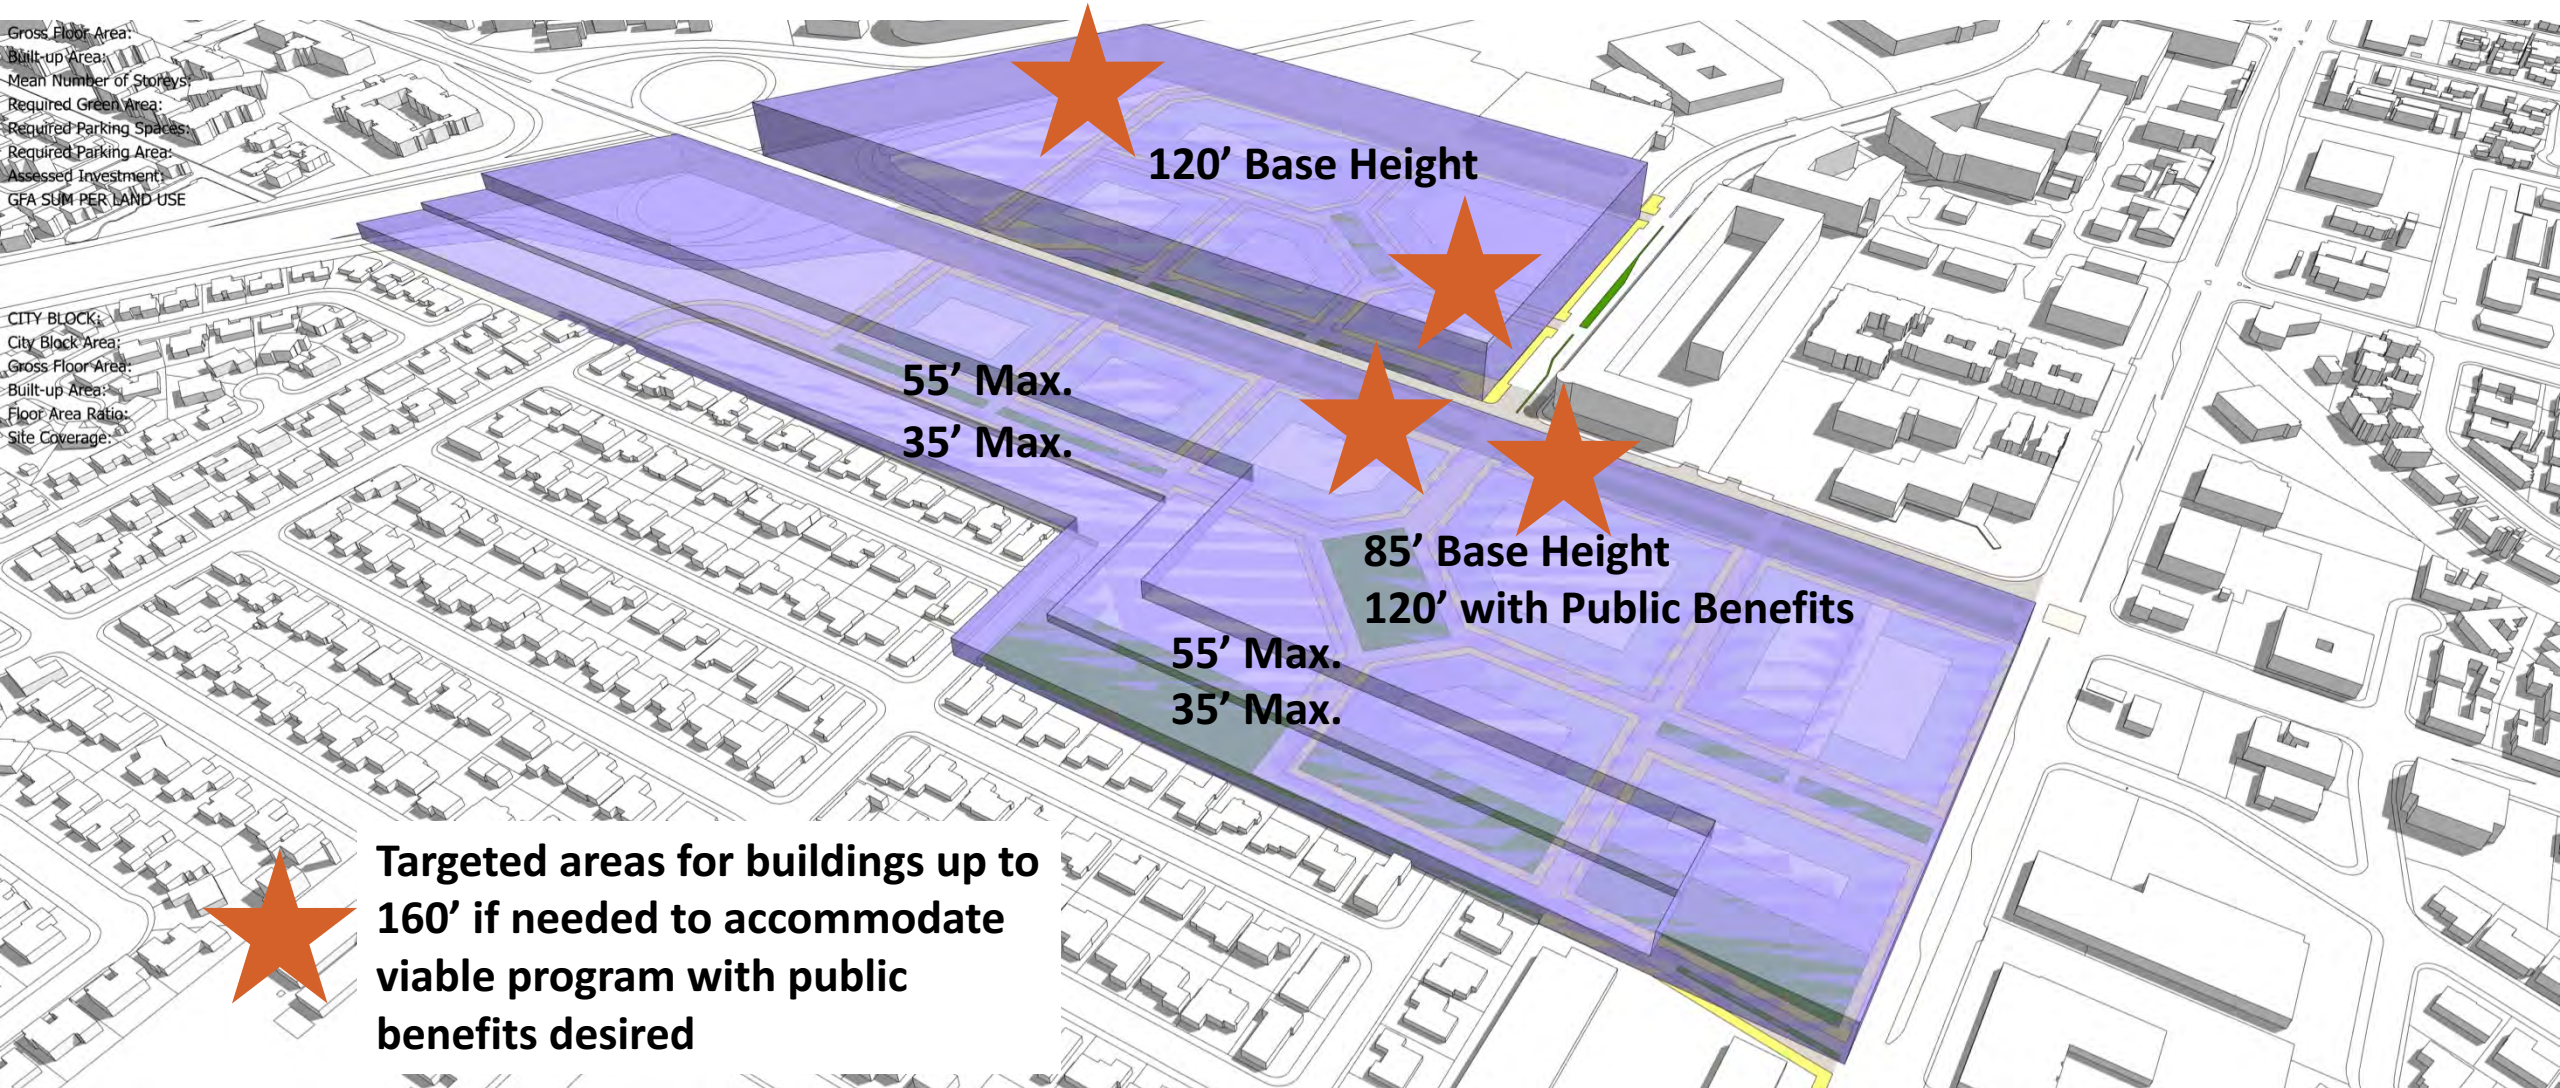 Gross Floor Area:
Built-up Area:
Mean Number of Storeys:
Required Green Area:
Required Parking Spaces:
Required Parking Area:
Assessed Investment:
GFA SUM PER LAND USE
CITY BLOCK:
City Block Area:
Gross Floor Area:
Built-up Area:
Floor Area Ratio:
Site Coverage:
120’ Base Height
55’ Max.
35’ Max.
85’ Base Height
120’ with Public Benefits
55’ Max.
35’ Max.
Targeted areas for buildings up to
160’ if needed to accommodate
viable program with public
benefits desired